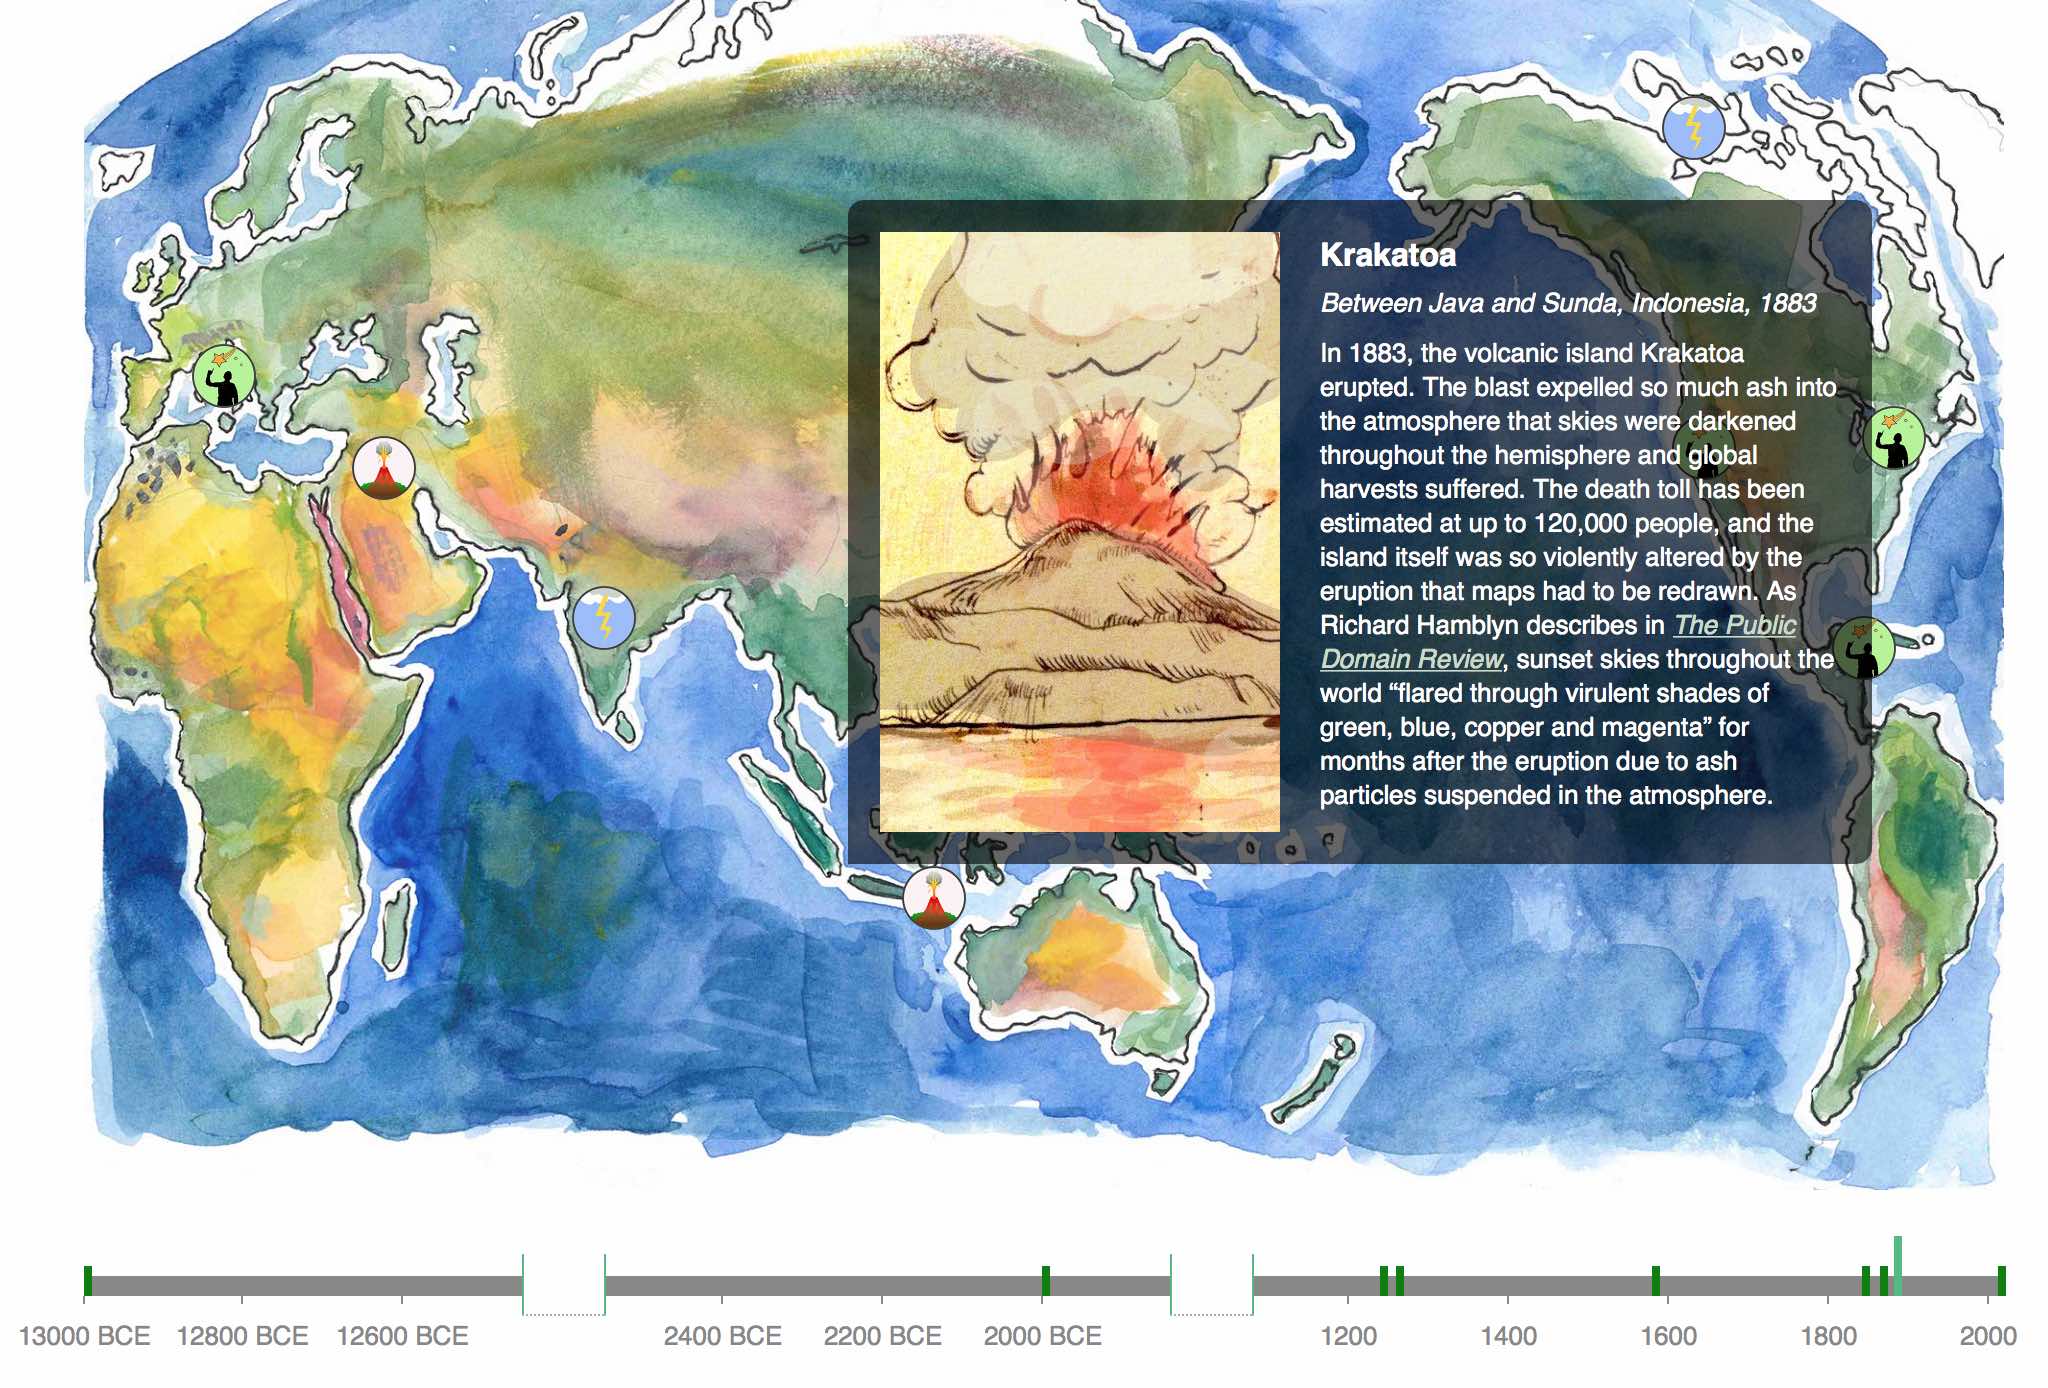 Krakatoa
Between Java and Sunda, Indonesia, 1883
In 1883, the volcanic island Krakatoa
erupted. The blast expelled so much ash into
the atmosphere that skies were darkened
throughout the hemisphere and global
harvests suffered. The death toll has been
estimated at up to 120,000 people, and the
island itself was so violently altered by the
eruption that maps had to be redrawn. As
Richard Hamblyn describes in The Public
Domain Review, sunset skies throughout the
world “flared through virulent shades of
green, blue, copper and magenta” for
months after the eruption due to ash
particles suspended in the atmosphere.
13000 BCE 12800 BCE 12600 BCE 2400 BCE 2200 BCE 2000 BCE 1200 1400 1600 1800 2000